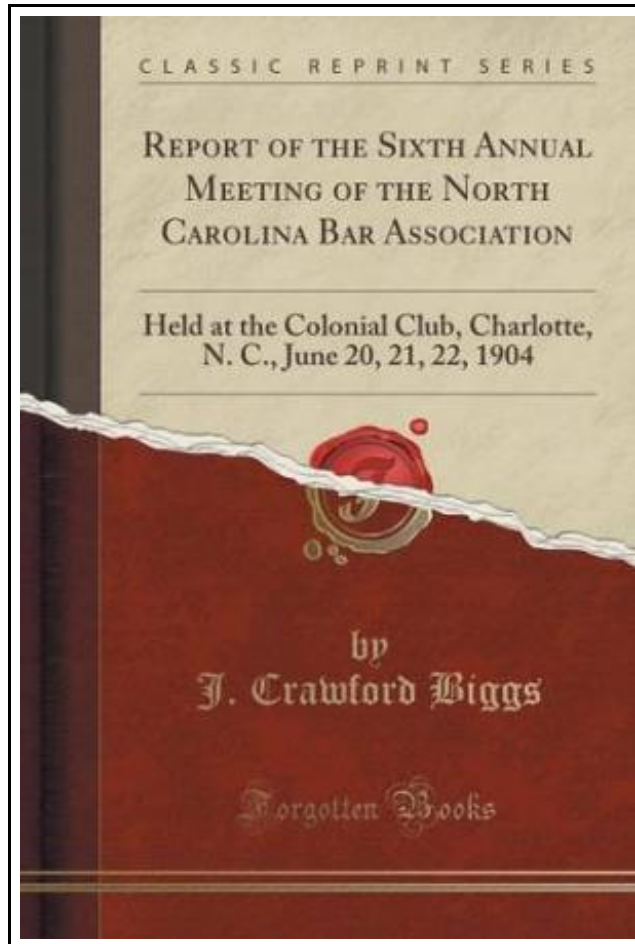 CLASSIC REPRINT SERIES
REPORT OF THE SIXTH ANNUAL
MEETING OF THE NORTH
CAROLINA BAR ASSOCIATION
Held at the Colonial Club, Charlotte,
N. C., June 20, 21, 22, 1904
by
J. Crawford Biggs
Forgotten Books